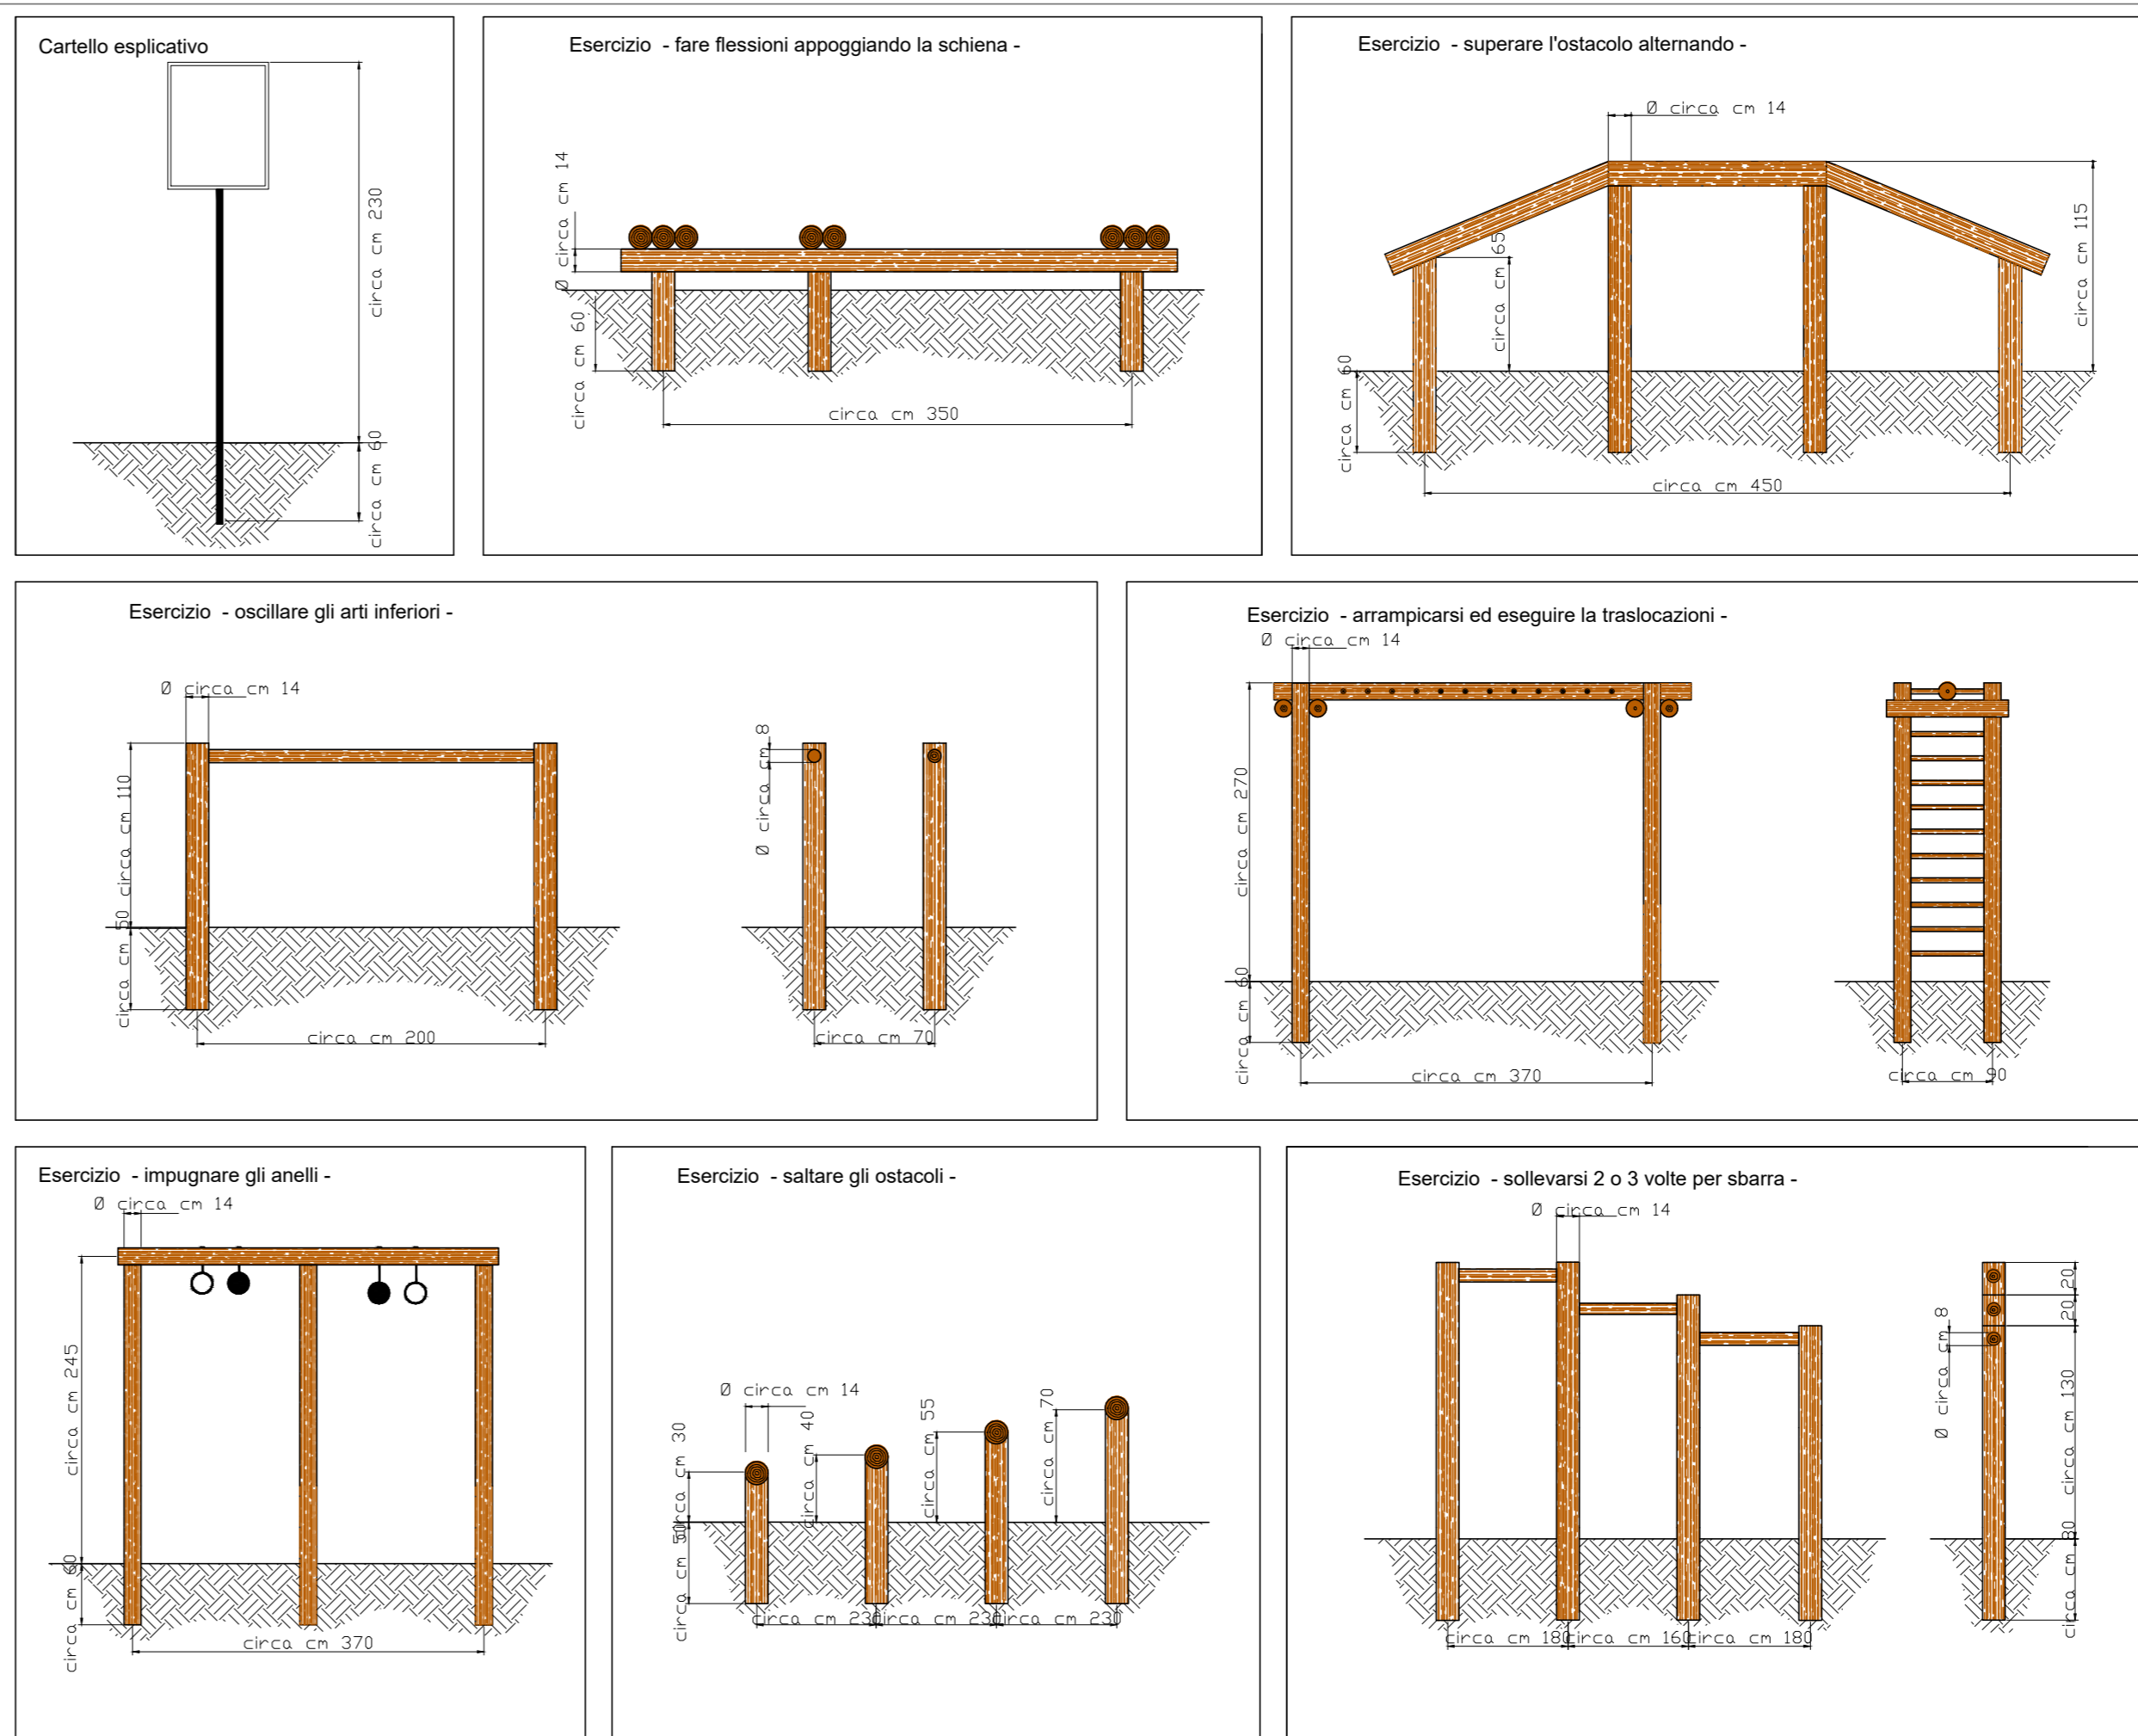 Cartello esplicativo
circa cm 230
circa cm 60
Esercizio - fare flessioni appoggiando la schiena -
Ø circa cm 14
circa cm 60
circa cm 350
Esercizio - superare l'ostacolo alternando -
Ø circa cm 14
circa cm 65
circa cm 115
circa cm 60
circa cm 450
Esercizio - oscillare gli arti inferiori -
Ø circa cm 14
circa cm 110
circa cm 50
circa cm 200
Ø circa cm 8
circa cm 70
Esercizio - arrampicarsi ed eseguire la traslocazioni -
Ø circa cm 14
circa cm 270
circa cm 60
circa cm 370
circa cm 90
Esercizio - impugnare gli anelli -
Ø circa cm 14
circa cm 245
circa cm 60
circa cm 370
Esercizio - saltare gli ostacoli -
Ø circa cm 14
circa cm 30
circa cm 40
circa cm 55
circa cm 70
circa cm 50
circa cm 230
circa cm 230
circa cm 230
Esercizio - sollevarsi 2 o 3 volte per sbarra -
Ø circa cm 14
circa cm 180
circa cm 160
circa cm 180
20
20
Ø circa cm 8
circa cm 130
circa cm